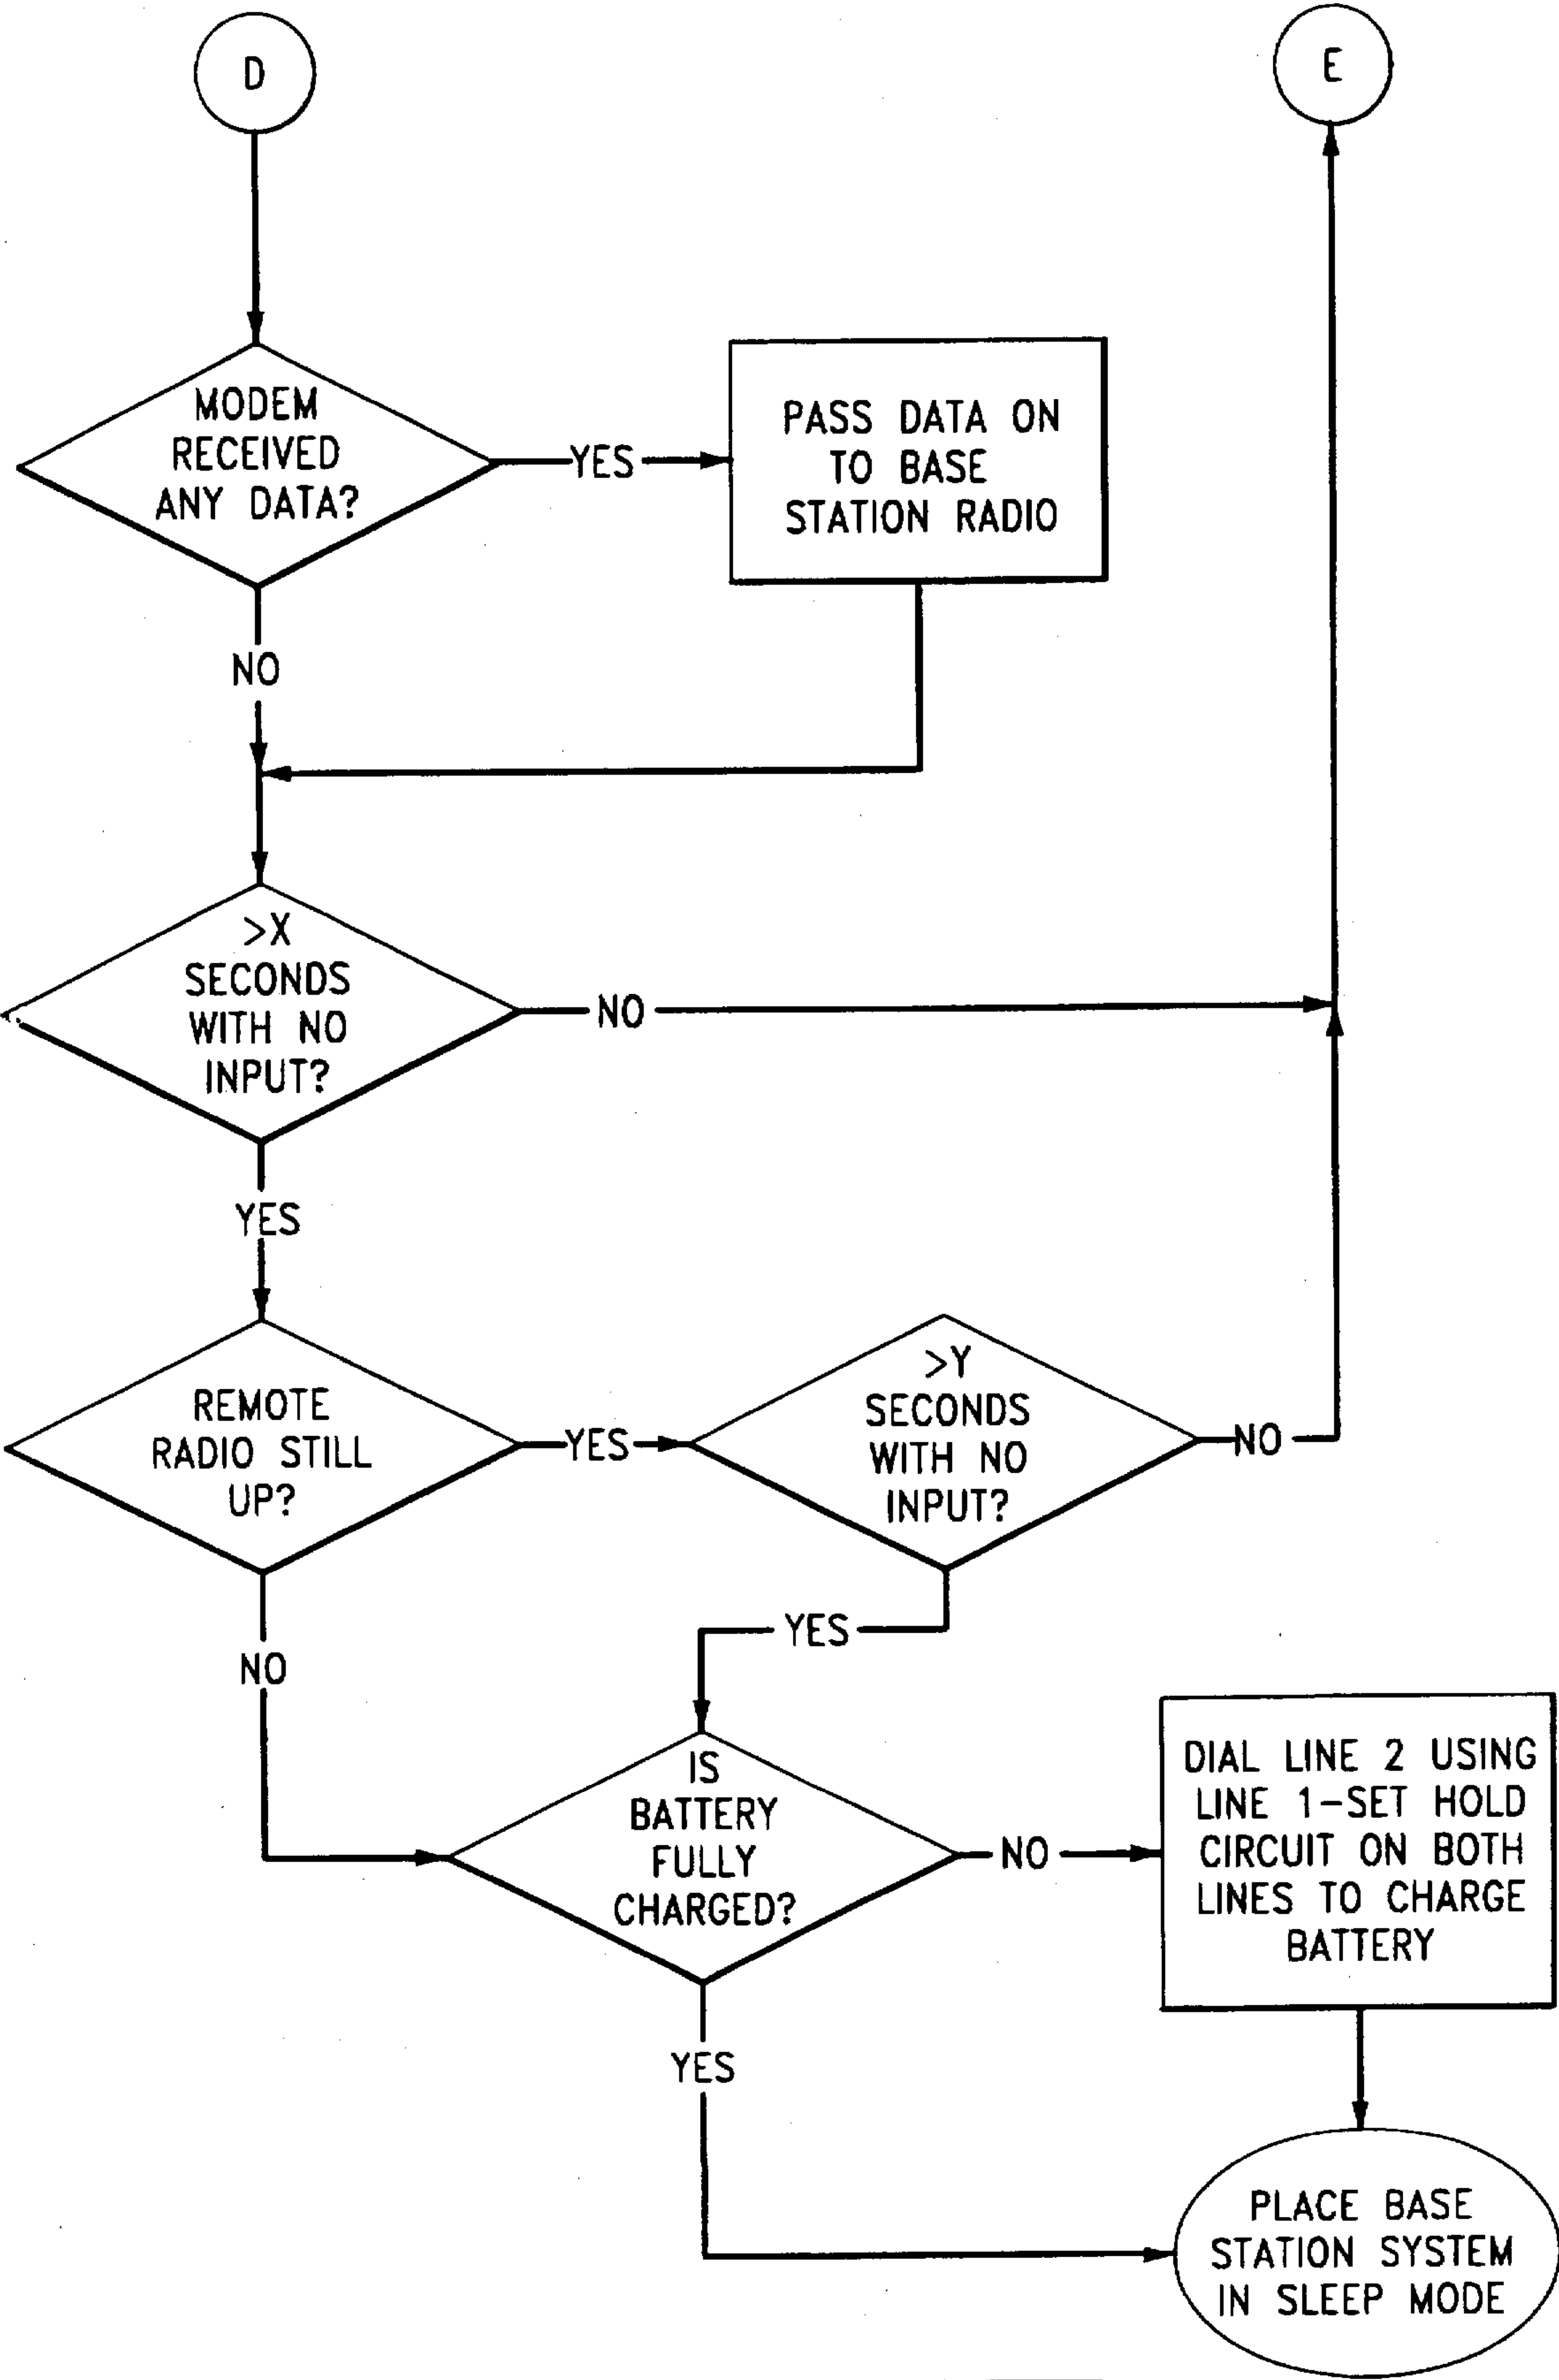 D
E
MODEM
RECEIVED
ANY DATA?
YES
PASS DATA ON
TO BASE
STATION RADIO
NO
>X
SECONDS
WITH NO
INPUT?
NO
YES
REMOTE
RADIO STILL
UP?
YES
>Y
SECONDS
WITH NO
INPUT?
NO
YES
NO
IS
BATTERY
FULLY
CHARGED?
NO
DIAL LINE 2 USING
LINE 1-SET HOLD
CIRCUIT ON BOTH
LINES TO CHARGE
BATTERY
YES
PLACE BASE
STATION SYSTEM
IN SLEEP MODE